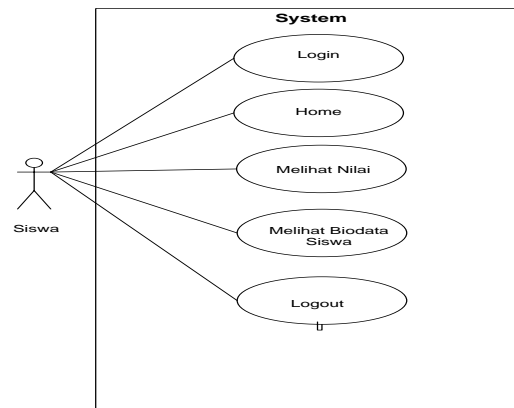 System
Login
Home
Melihat Nilai
Siswa
Melihat Biodata
Siswa
Logout